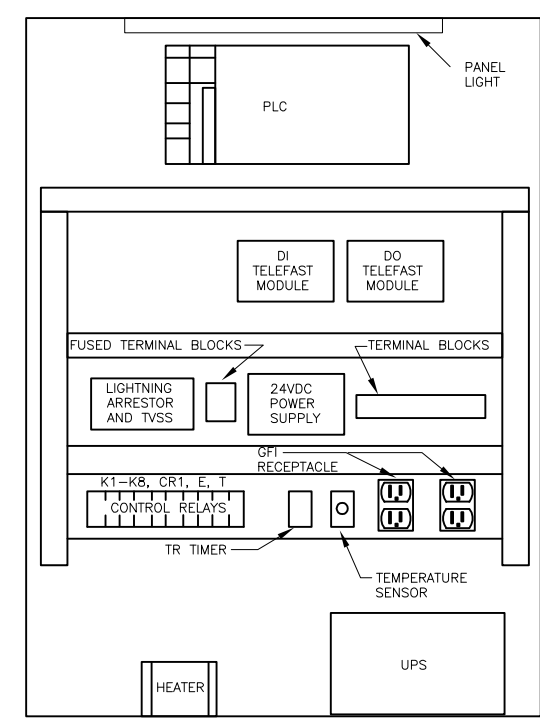 PANEL
LIGHT
PLC
DI
TELEFAST
MODULE
DO
TELEFAST
MODULE
FUSED TERMINAL BLOCKS
TERMINAL BLOCKS
LIGHTNING
ARRESTOR
AND TVSS
24VDC
POWER
SUPPLY
GFI
RECEPTACLE
K1-K8, CR1, E, T
CONTROL RELAYS
TR TIMER
TEMPERATURE
SENSOR
HEATER
UPS